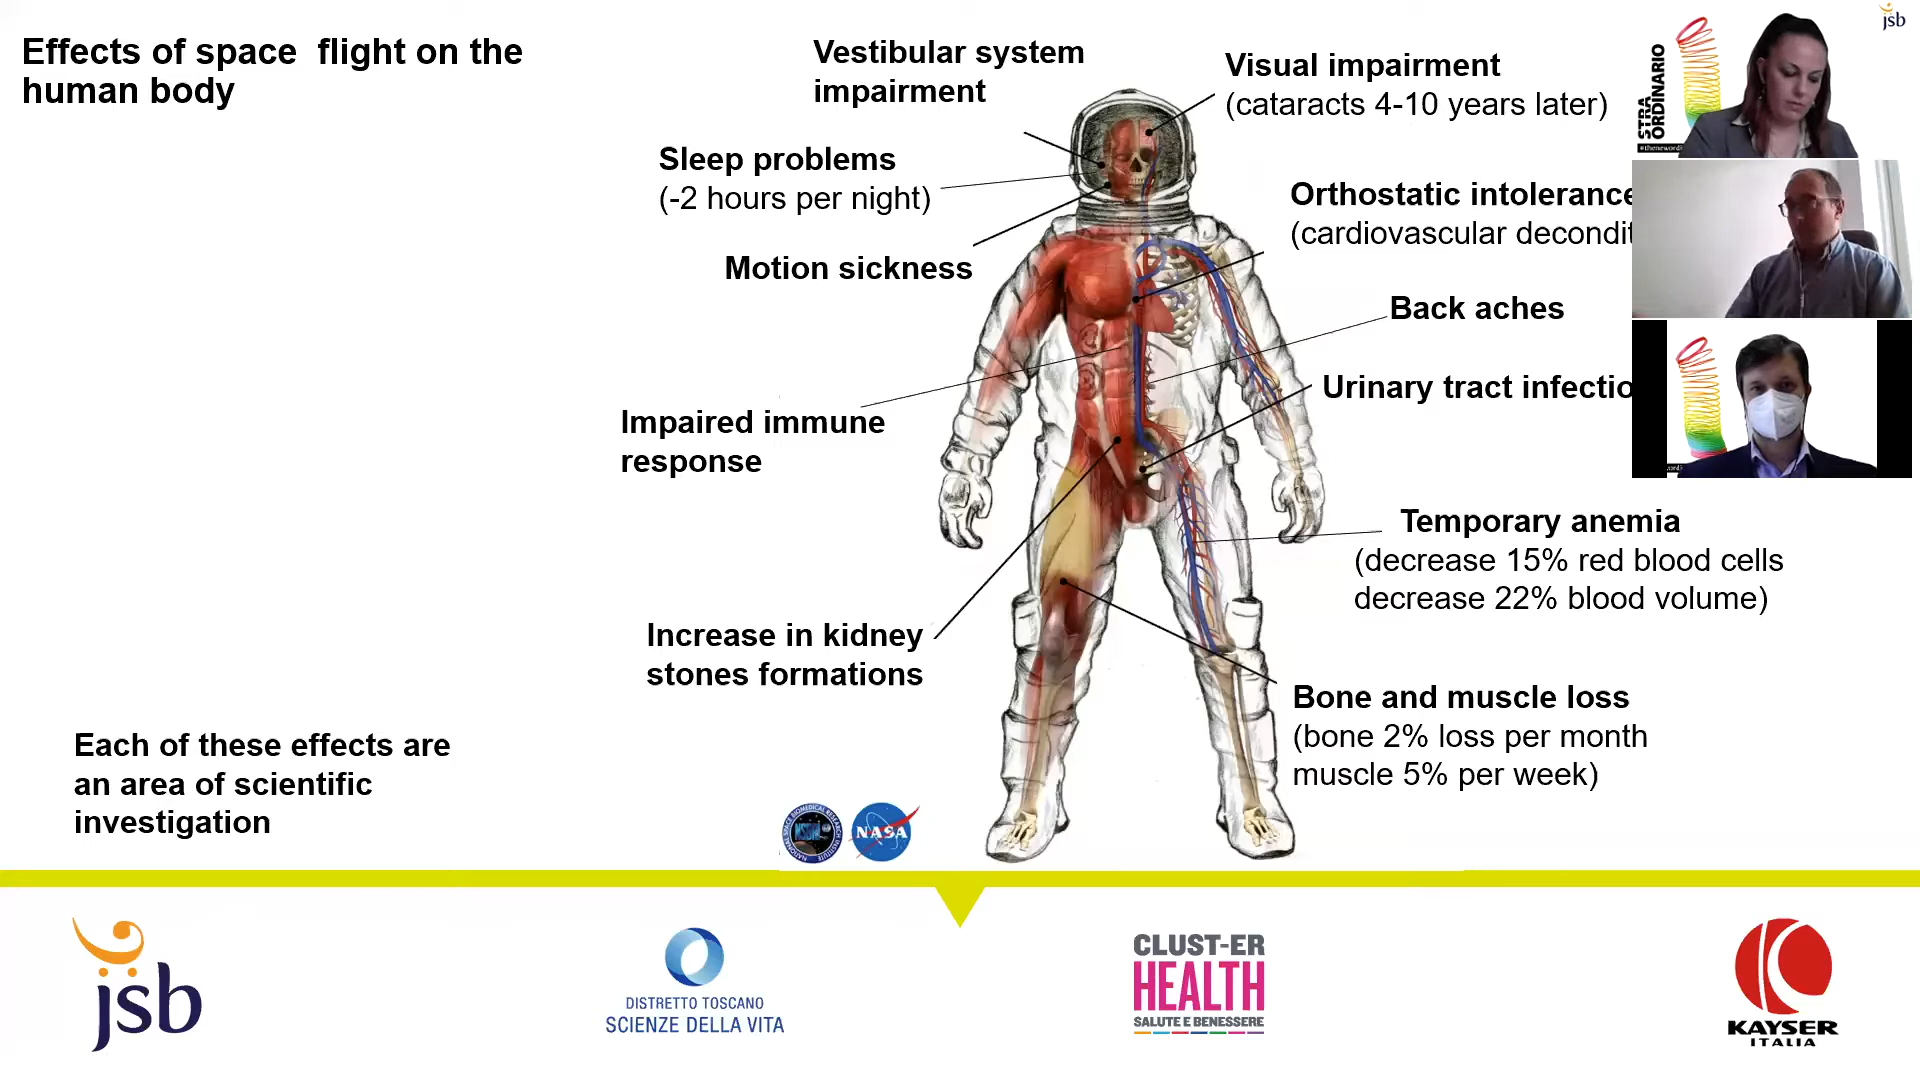 Effects of space flight on the
human body
Vestibular system
impairment
Visual impairment
(cataracts 4-10 years later)
Sleep problems
(-2 hours per night)
Orthostatic intolerance
(cardiovascular decondit
Motion sickness
Back aches
Urinary tract infectio
Impaired immune
response
Temporary anemia
(decrease 15% red blood cells
decrease 22% blood volume)
Increase in kidney
stones formations
Bone and muscle loss
(bone 2% loss per month
muscle 5% per week)
Each of these effects are
an area of scientific
investigation
NASA
STRA
ORDINARIO
jsb
jsb
DISTRETTO TOSCANO
SCIENZE DELLA VITA
CLUST-ER
HEALTH
SALUTE E BENESSERE
KAYSER
ITALIA